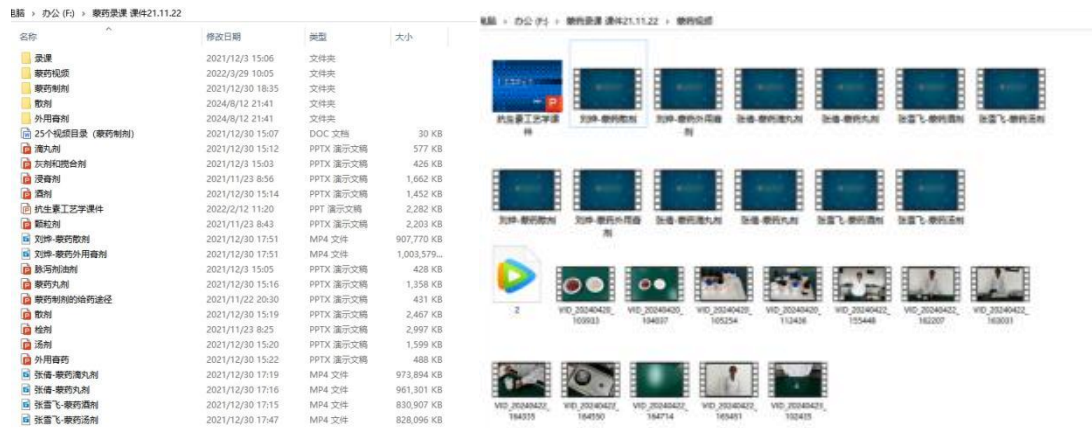 电脑 › 办公 (F:) › 蒙药录课 课件21.11.22
名称 修改日期 类型 大小
录课 2021/12/3 15:06 文件夹
蒙药视频 2022/3/29 10:05 文件夹
蒙药制剂 2021/12/30 18:35 文件夹
散剂 2024/8/12 21:41 文件夹
外用膏剂 2024/8/12 21:41 文件夹
25个视频目录（蒙药制剂） 2021/12/30 15:07 DOC 文档 30 KB
滴丸剂 2021/12/30 15:12 PPTX 演示文稿 577 KB
灰剂和搅合剂 2021/12/3 15:03 PPTX 演示文稿 426 KB
浸膏剂 2021/11/23 8:56 PPTX 演示文稿 1,662 KB
酒剂 2021/12/30 15:14 PPTX 演示文稿 1,452 KB
抗生素工艺学课件 2022/2/12 11:20 PPT 演示文稿 2,282 KB
颗粒剂 2021/11/23 8:43 PPTX 演示文稿 2,203 KB
刘烨-蒙药散剂 2021/12/30 17:51 MP4 文件 907,770 KB
刘烨-蒙药外用膏剂 2021/12/30 17:51 MP4 文件 1,003,579...
脉泻剂油剂 2021/12/3 15:05 PPTX 演示文稿 428 KB
蒙药丸剂 2021/12/30 15:16 PPTX 演示文稿 1,358 KB
蒙药制剂的给药途径 2021/11/22 20:30 PPTX 演示文稿 431 KB
散剂 2021/12/30 15:19 PPTX 演示文稿 2,467 KB
栓剂 2021/11/23 8:25 PPTX 演示文稿 2,997 KB
汤剂 2021/12/30 15:20 PPTX 演示文稿 1,599 KB
外用膏药 2021/12/30 15:22 PPTX 演示文稿 488 KB
张倩-蒙药滴丸剂 2021/12/30 17:19 MP4 文件 973,894 KB
张倩-蒙药丸剂 2021/12/30 17:16 MP4 文件 961,301 KB
张雪飞-蒙药酒剂 2021/12/30 17:15 MP4 文件 830,907 KB
张雪飞-蒙药汤剂 2021/12/30 17:47 MP4 文件 828,096 KB
电脑 › 办公 (F:) › 蒙药录课 课件21.11.22 › 蒙药视频
抗生素工艺学课件 刘烨-蒙药散剂 刘烨-蒙药外用膏剂 张倩-蒙药滴丸剂 张倩-蒙药丸剂 张雪飞-蒙药酒剂 张雪飞-蒙药汤剂
刘烨-蒙药散剂 刘烨-蒙药外用膏剂 张倩-蒙药滴丸剂 张倩-蒙药丸剂 张雪飞-蒙药酒剂 张雪飞-蒙药汤剂
2 VID_20240420_103933 VID_20240420_104037 VID_20240420_105254 VID_20240420_112436 VID_20240422_155448 VID_20240422_162207 VID_20240422_163031
VID_20240422_164335 VID_20240422_164550 VID_20240422_164714 VID_20240422_165451 VID_20240423_102435